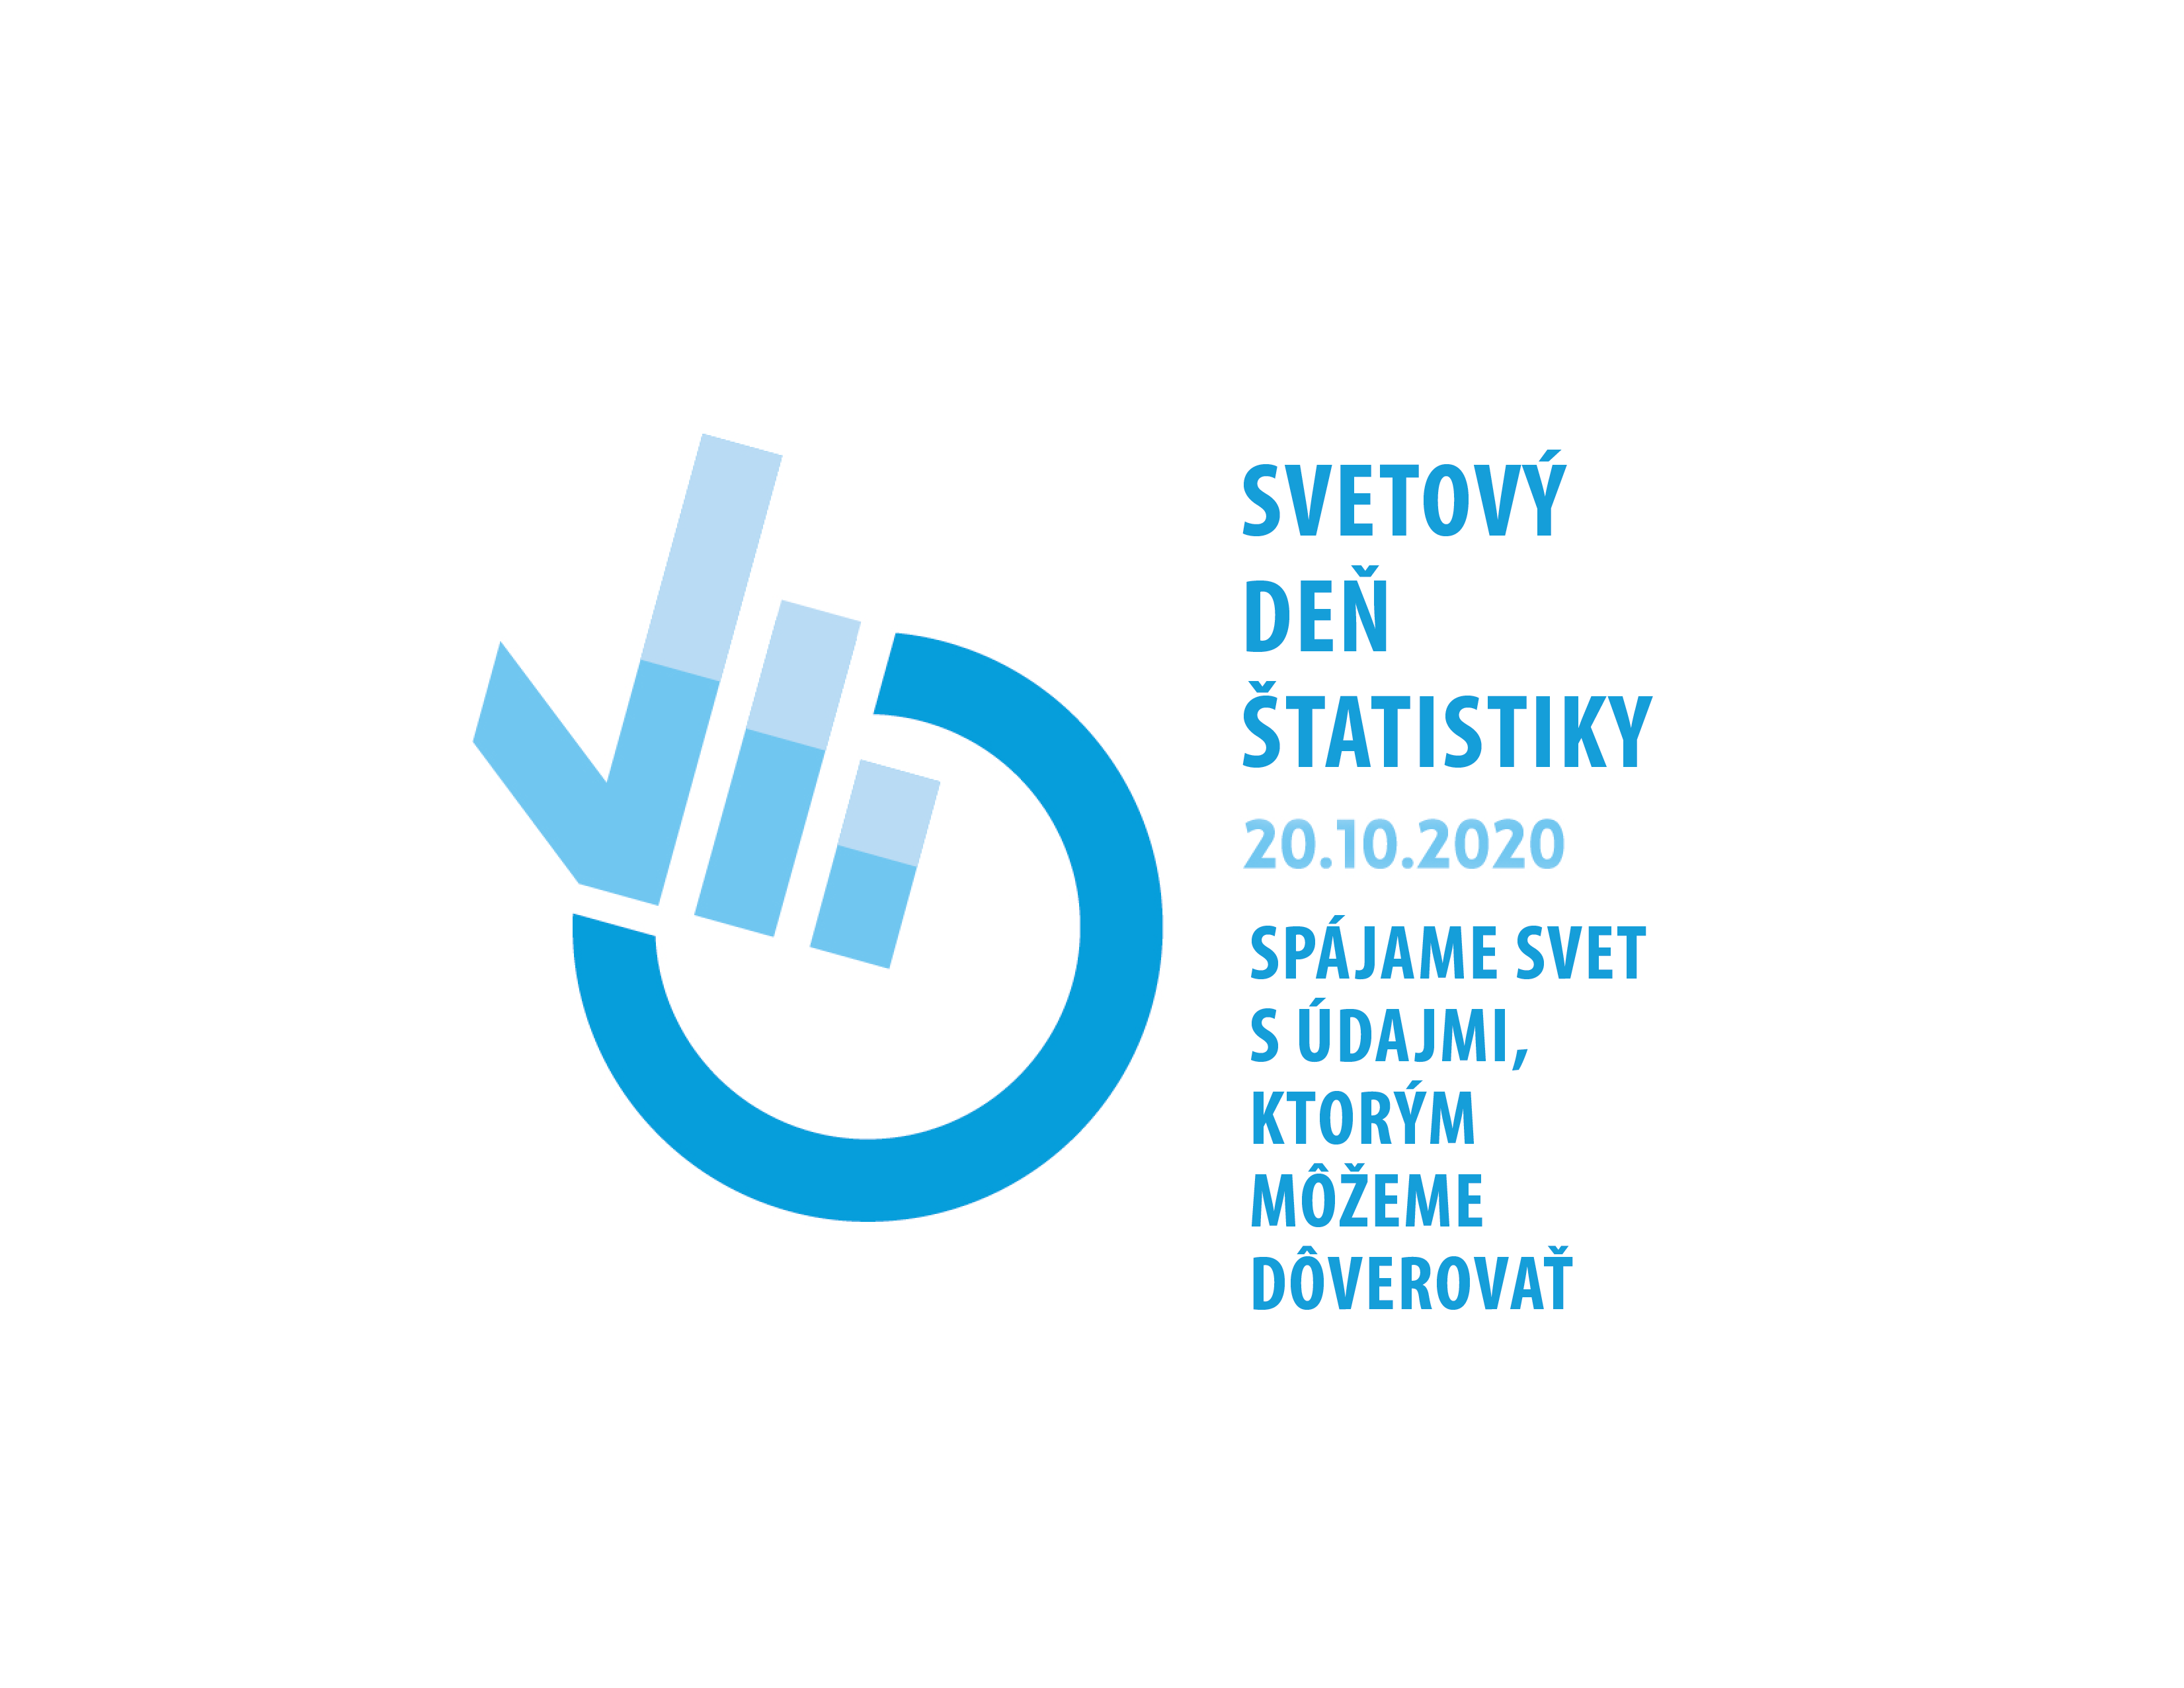 SVETOVÝ
DEŇ
ŠTATISTIKY
20.10.2020
SPÁJAME SVET
S ÚDAJMI,
KTORÝM
MÔŽEME
DÔVEROVAŤ